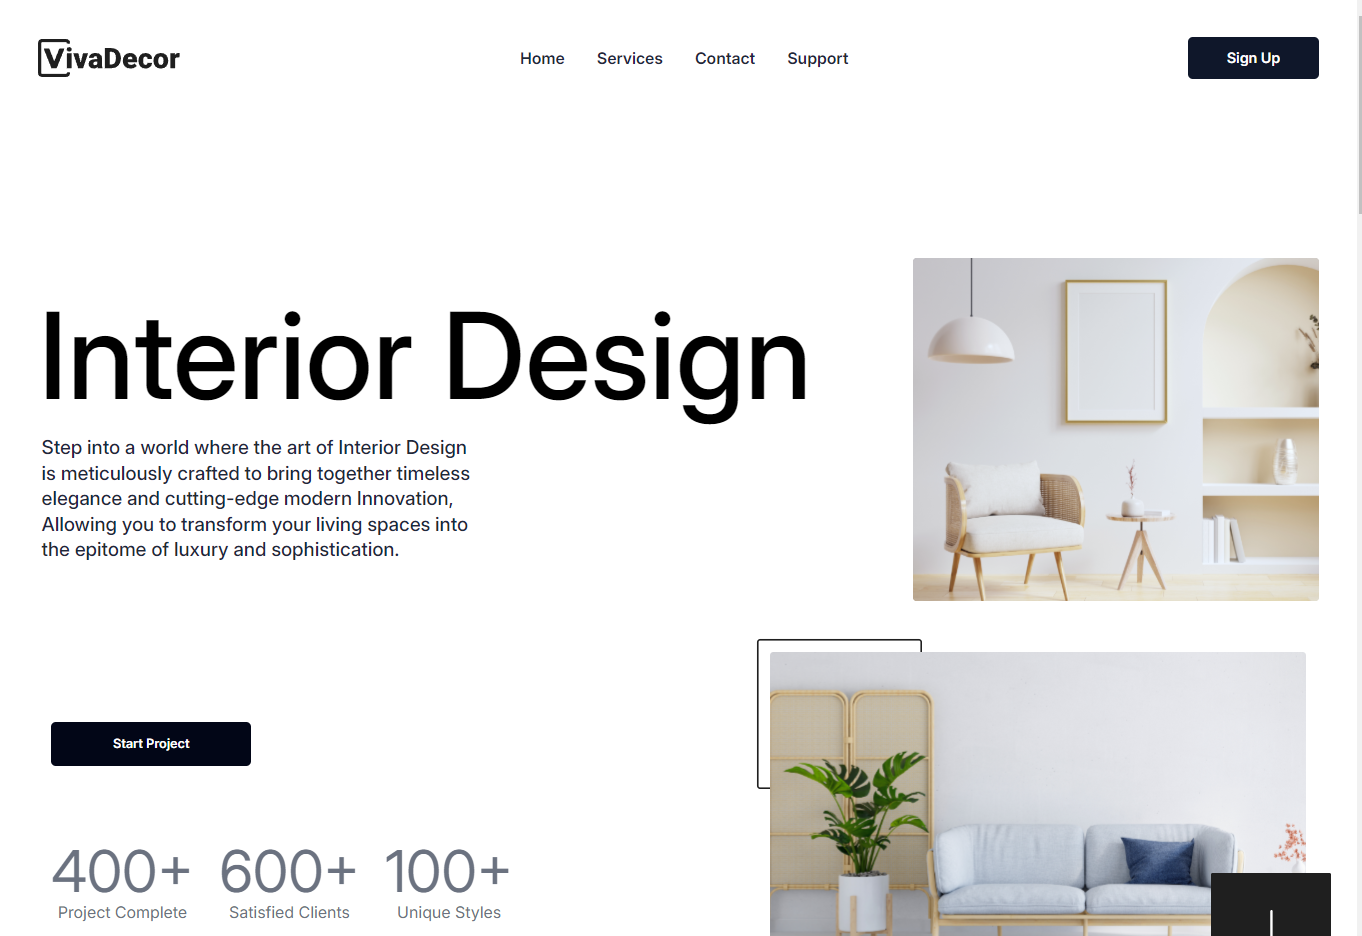 VivaDecor
Home
Services
Contact
Support
Sign Up
Interior Design
Step into a world where the art of Interior Design
is meticulously crafted to bring together timeless
elegance and cutting-edge modern Innovation,
Allowing you to transform your living spaces into
the epitome of luxury and sophistication.
Start Project
400+ 600+ 100+
Project Complete Satisfied Clients Unique Styles